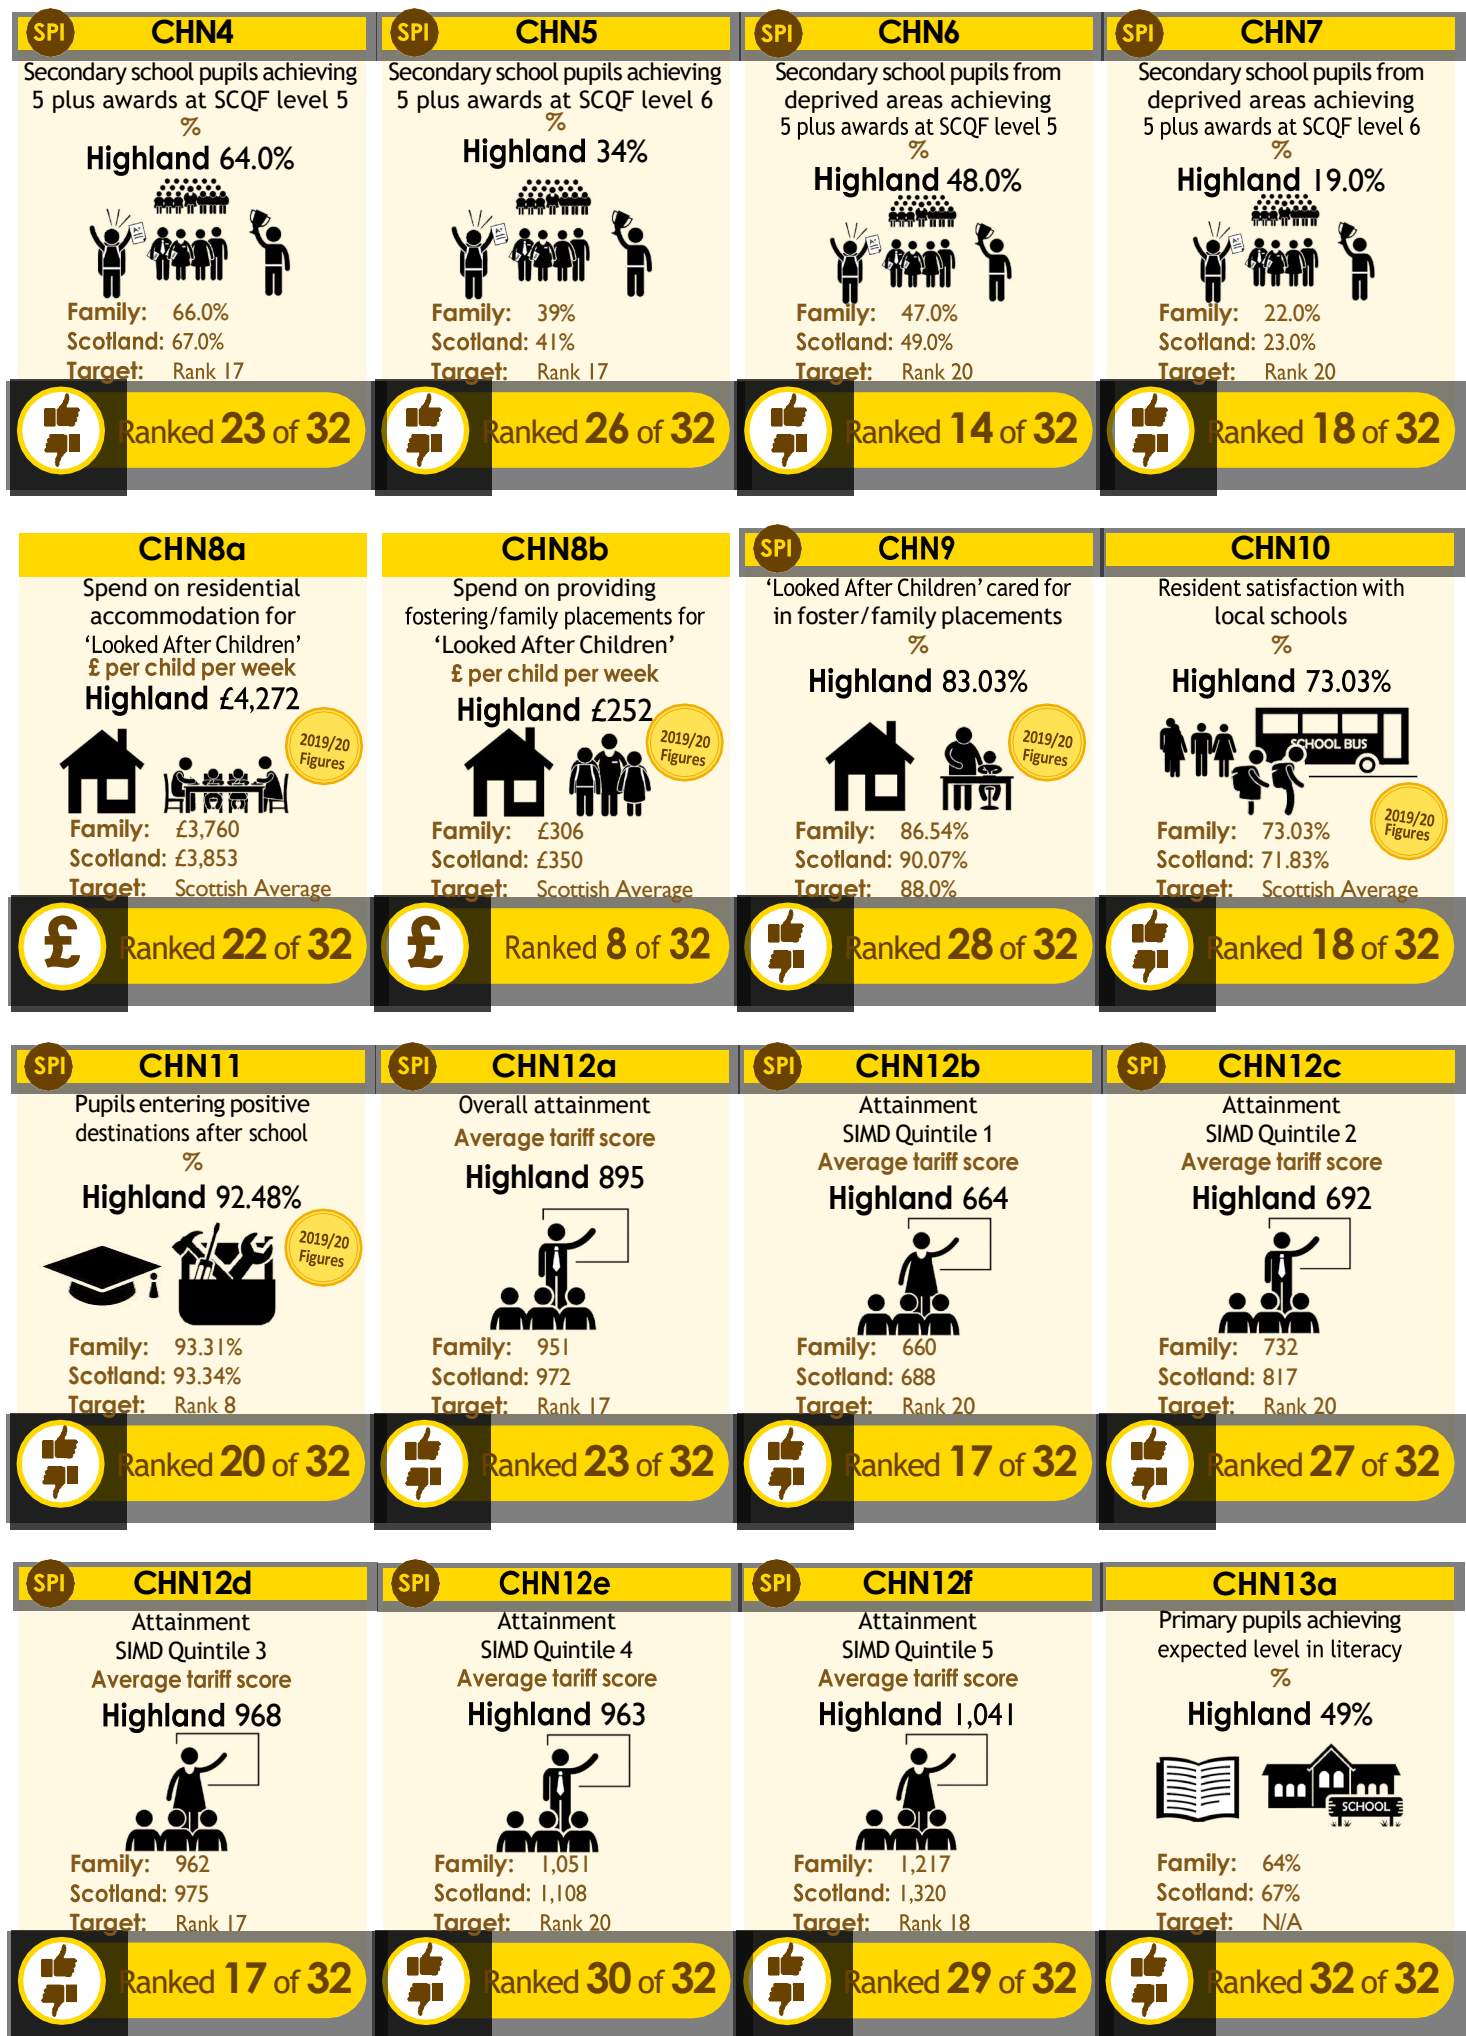 SPI CHN4
Secondary school pupils achieving
5 plus awards at SCQF level 5
%
Highland 64.0%
Family: 66.0%
Scotland: 67.0%
Target: Rank 17
Ranked 23 of 32
SPI CHN5
Secondary school pupils achieving
5 plus awards at SCQF level 6
%
Highland 34%
Family: 39%
Scotland: 41%
Target: Rank 17
Ranked 26 of 32
SPI CHN6
Secondary school pupils from
deprived areas achieving
5 plus awards at SCQF level 5
%
Highland 48.0%
Family: 47.0%
Scotland: 49.0%
Target: Rank 20
Ranked 14 of 32
SPI CHN7
Secondary school pupils from
deprived areas achieving
5 plus awards at SCQF level 6
%
Highland 19.0%
Family: 22.0%
Scotland: 23.0%
Target: Rank 20
Ranked 18 of 32
CHN8a
Spend on residential
accommodation for
‘Looked After Children’
£ per child per week
Highland £4,272
2019/20
Figures
Family: £3,760
Scotland: £3,853
Target: Scottish Average
£ Ranked 22 of 32
CHN8b
Spend on providing
fostering/family placements for
‘Looked After Children’
£ per child per week
Highland £252
2019/20
Figures
Family: £306
Scotland: £350
Target: Scottish Average
£ Ranked 8 of 32
SPI CHN9
‘Looked After Children’ cared for
in foster/family placements
%
Highland 83.03%
2019/20
Figures
Family: 86.54%
Scotland: 90.07%
Target: 88.0%
Ranked 28 of 32
CHN10
Resident satisfaction with
local schools
%
Highland 73.03%
SCHOOL BUS
2019/20
Figures
Family: 73.03%
Scotland: 71.83%
Target: Scottish Average
Ranked 18 of 32
SPI CHN11
Pupils entering positive
destinations after school
%
Highland 92.48%
2019/20
Figures
Family: 93.31%
Scotland: 93.34%
Target: Rank 8
Ranked 20 of 32
SPI CHN12a
Overall attainment
Average tariff score
Highland 895
Family: 951
Scotland: 972
Target: Rank 17
Ranked 23 of 32
SPI CHN12b
Attainment
SIMD Quintile 1
Average tariff score
Highland 664
Family: 660
Scotland: 688
Target: Rank 20
Ranked 17 of 32
SPI CHN12c
Attainment
SIMD Quintile 2
Average tariff score
Highland 692
Family: 732
Scotland: 817
Target: Rank 20
Ranked 27 of 32
SPI CHN12d
Attainment
SIMD Quintile 3
Average tariff score
Highland 968
Family: 962
Scotland: 975
Target: Rank 17
Ranked 17 of 32
SPI CHN12e
Attainment
SIMD Quintile 4
Average tariff score
Highland 963
Family: 1,051
Scotland: 1,108
Target: Rank 20
Ranked 30 of 32
SPI CHN12f
Attainment
SIMD Quintile 5
Average tariff score
Highland 1,041
Family: 1,217
Scotland: 1,320
Target: Rank 18
Ranked 29 of 32
CHN13a
Primary pupils achieving
expected level in literacy
%
Highland 49%
SCHOOL
Family: 64%
Scotland: 67%
Target: N/A
Ranked 32 of 32